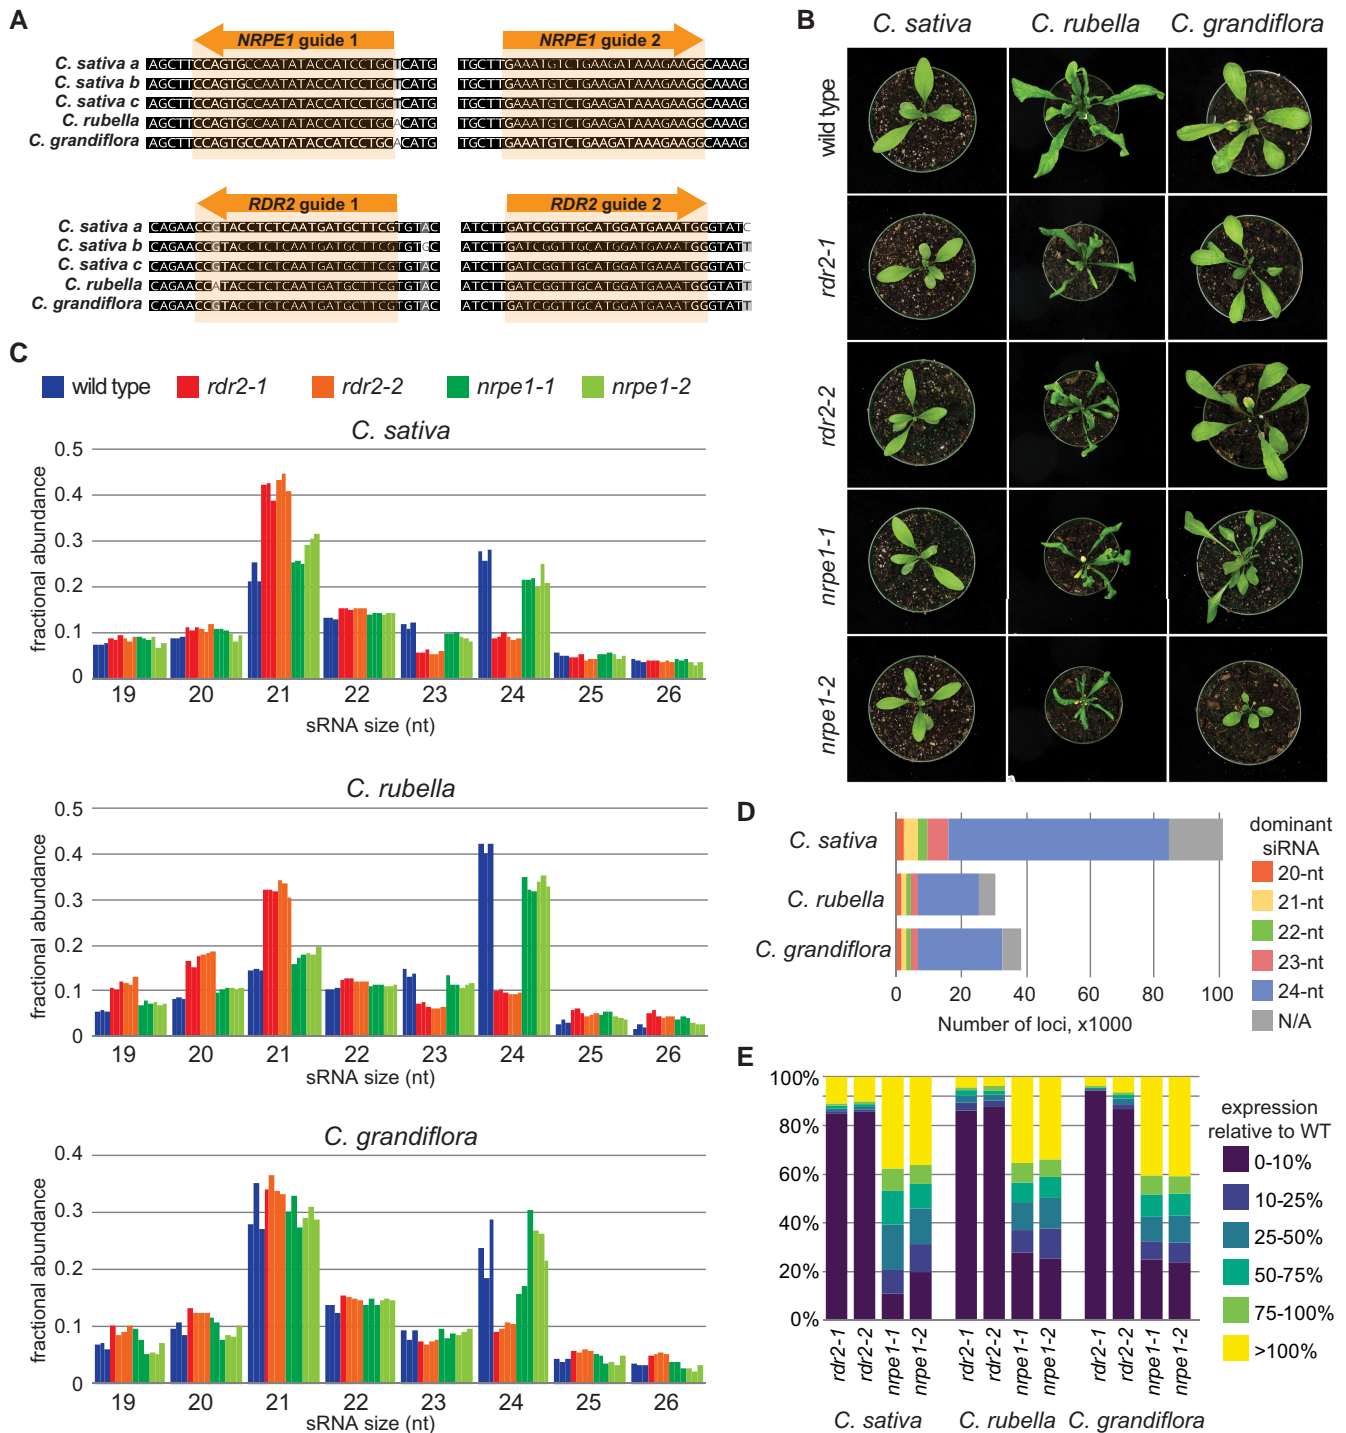 A
NRPE1 guide 1
NRPE1 guide 2
C. sativa a AGCTTCCAGTGCCAATATACCATCCTGCTCATG TGCTTGAAATGTCTGAAGATAAAGAAGGCAAAG
C. sativa b AGCTTCCAGTGCCAATATACCATCCTGCTCATG TGCTTGAAATGTCTGAAGATAAAGAAGGCAAAG
C. sativa c AGCTTCCAGTGCCAATATACCATCCTGCTCATG TGCTTGAAATGTCTGAAGATAAAGAAGGCAAAG
C. rubella AGCTTCCAGTGCCAATATACCATCCTGCACATG TGCTTGAAATGTCTGAAGATAAAGAAGGCAAAG
C. grandiflora AGCTTCCAGTGCCAATATACCATCCTGCACATG TGCTTGAAATGTCTGAAGATAAAGAAGGCAAAG
RDR2 guide 1
RDR2 guide 2
C. sativa a CAGAACCGTACCTCTCAATGATGCTTCGTGTAC ATCTTGATCGGTTGCATGGATGAAATGGGTATC
C. sativa b CAGAACCGTACCTCTCAATGATGCTTCGTGTGC ATCTTGATCGGTTGCATGGATGAAATGGGTATT
C. sativa c CAGAACCGTACCTCTCAATGATGCTTCGTGTAC ATCTTGATCGGTTGCATGGATGAAATGGGTATC
C. rubella CAGAACCATACCTCTCAATGATGCTTCGTGTAC ATCTTGATCGGTTGCATGGATGAAATGGGTATT
C. grandiflora CAGAACCGTACCTCTCAATGATGCTTCGTGTAC ATCTTGATCGGTTGCATGGATGAAATGGGTATT
B
C. sativa C. rubella C. grandiflora
wild type
rdr2-1
rdr2-2
nrpe1-1
nrpe1-2
C
wild type rdr2-1 rdr2-2 nrpe1-1 nrpe1-2
C. sativa
fractional abundance
0.5
0.4
0.3
0.2
0.1
0
19 20 21 22 23 24 25 26
sRNA size (nt)
C. rubella
fractional abundance
0.5
0.4
0.3
0.2
0.1
0
19 20 21 22 23 24 25 26
sRNA size (nt)
C. grandiflora
fractional abundance
0.4
0.3
0.2
0.1
0
19 20 21 22 23 24 25 26
sRNA size (nt)
D
C. sativa
C. rubella
C. grandiflora
0 20 40 60 80 100
Number of loci, x1000
dominant
siRNA
20-nt
21-nt
22-nt
23-nt
24-nt
N/A
E
100%
80%
60%
40%
20%
0%
rdr2-1 rdr2-2 nrpe1-1 nrpe1-2 rdr2-1 rdr2-2 nrpe1-1 nrpe1-2 rdr2-1 rdr2-2 nrpe1-1 nrpe1-2
C. sativa C. rubella C. grandiflora
expression
relative to WT
0-10%
10-25%
25-50%
50-75%
75-100%
>100%